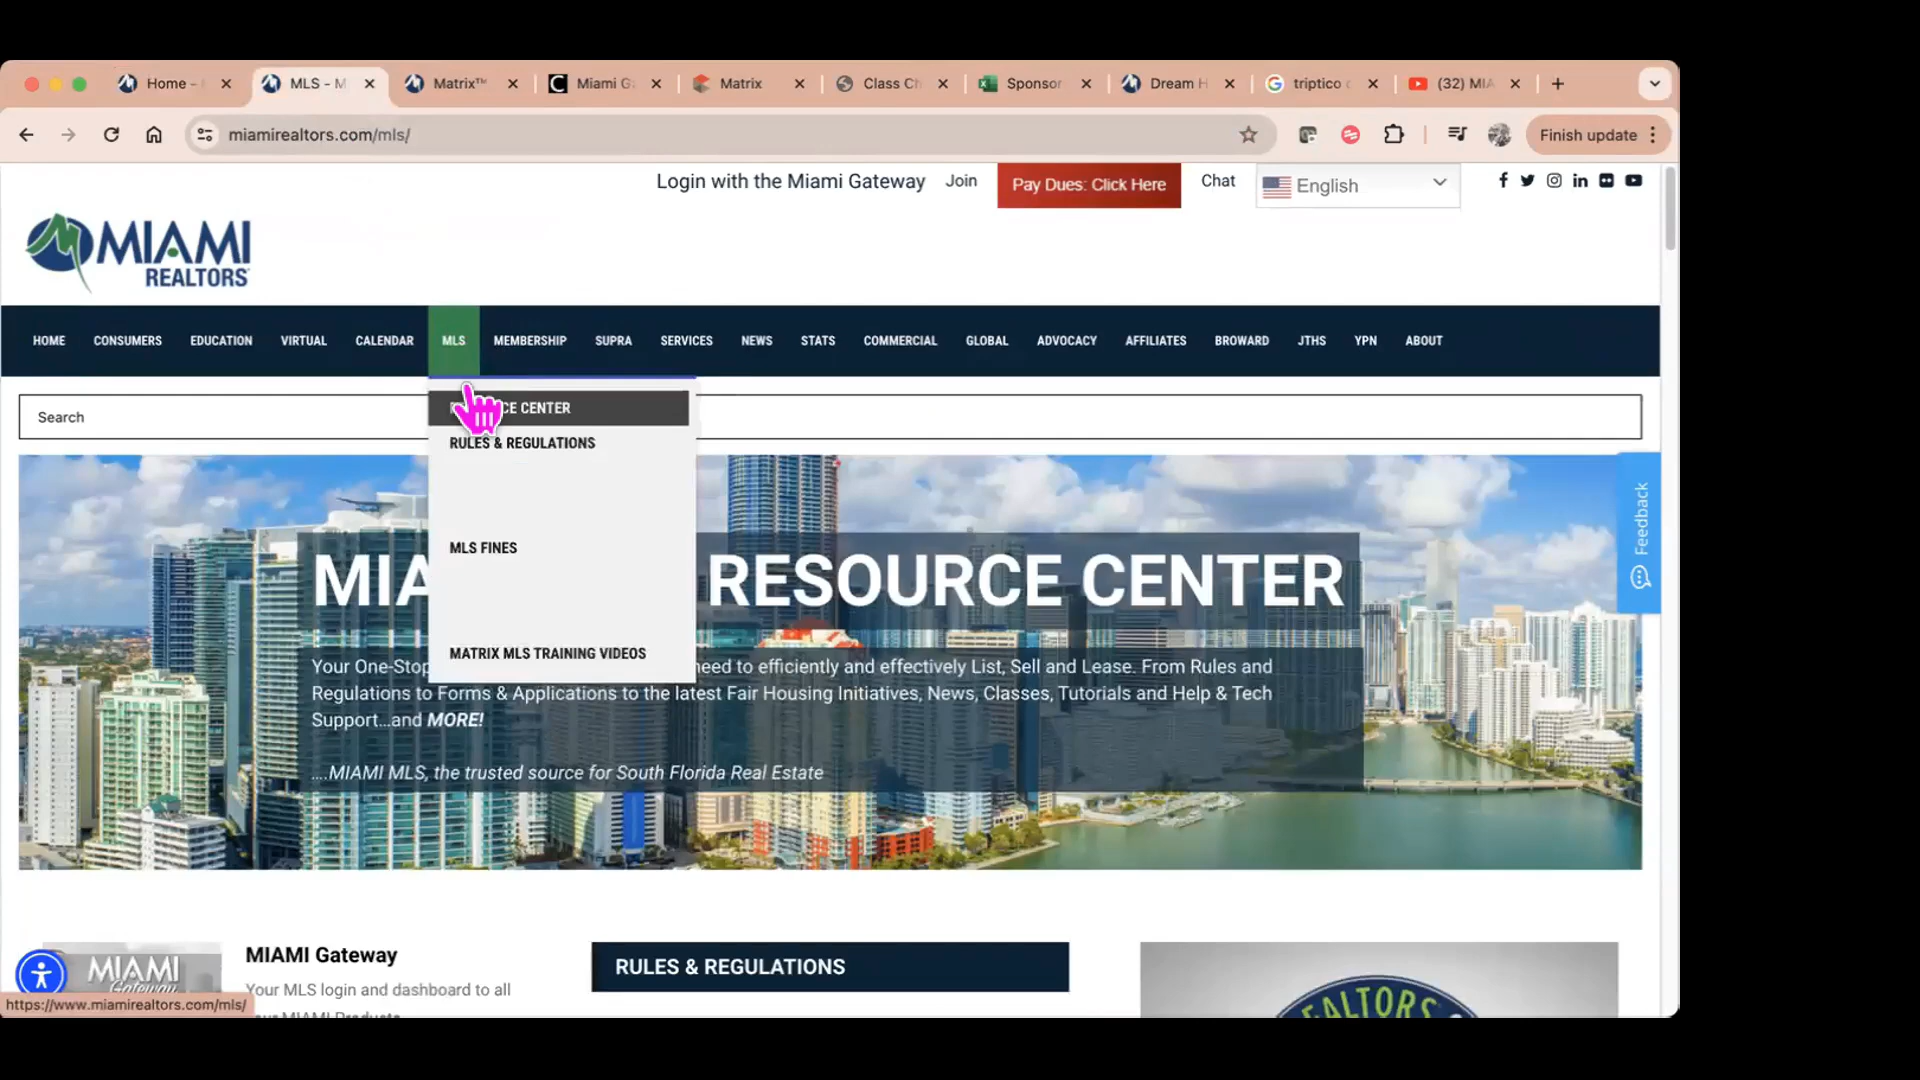 Home -
MLS - M
Matrix™
Miami G
Matrix
Class Ch
Sponsor
Dream H
triptico
(32) MIA
miamirealtors.com/mls/
Finish update
Login with the Miami Gateway
Join
Pay Dues: Click Here
Chat
English
MIAMI
REALTORS
HOME
CONSUMERS
EDUCATION
VIRTUAL
CALENDAR
MLS
MEMBERSHIP
SUPRA
SERVICES
NEWS
STATS
COMMERCIAL
GLOBAL
ADVOCACY
AFFILIATES
BROWARD
JTHS
YPN
ABOUT
Search
CE CENTER
RULES & REGULATIONS
MLS FINES
MATRIX MLS TRAINING VIDEOS
MIA RESOURCE CENTER
Your One-Stop need to efficiently and effectively List, Sell and Lease. From Rules and
Regulations to Forms & Applications to the latest Fair Housing Initiatives, News, Classes, Tutorials and Help & Tech
Support...and MORE!
....MIAMI MLS, the trusted source for South Florida Real Estate
Feedback
MIAMI
Gateway
MIAMI Gateway
Your MLS login and dashboard to all
RULES & REGULATIONS
EALTORS
https://www.miamirealtors.com/mls/